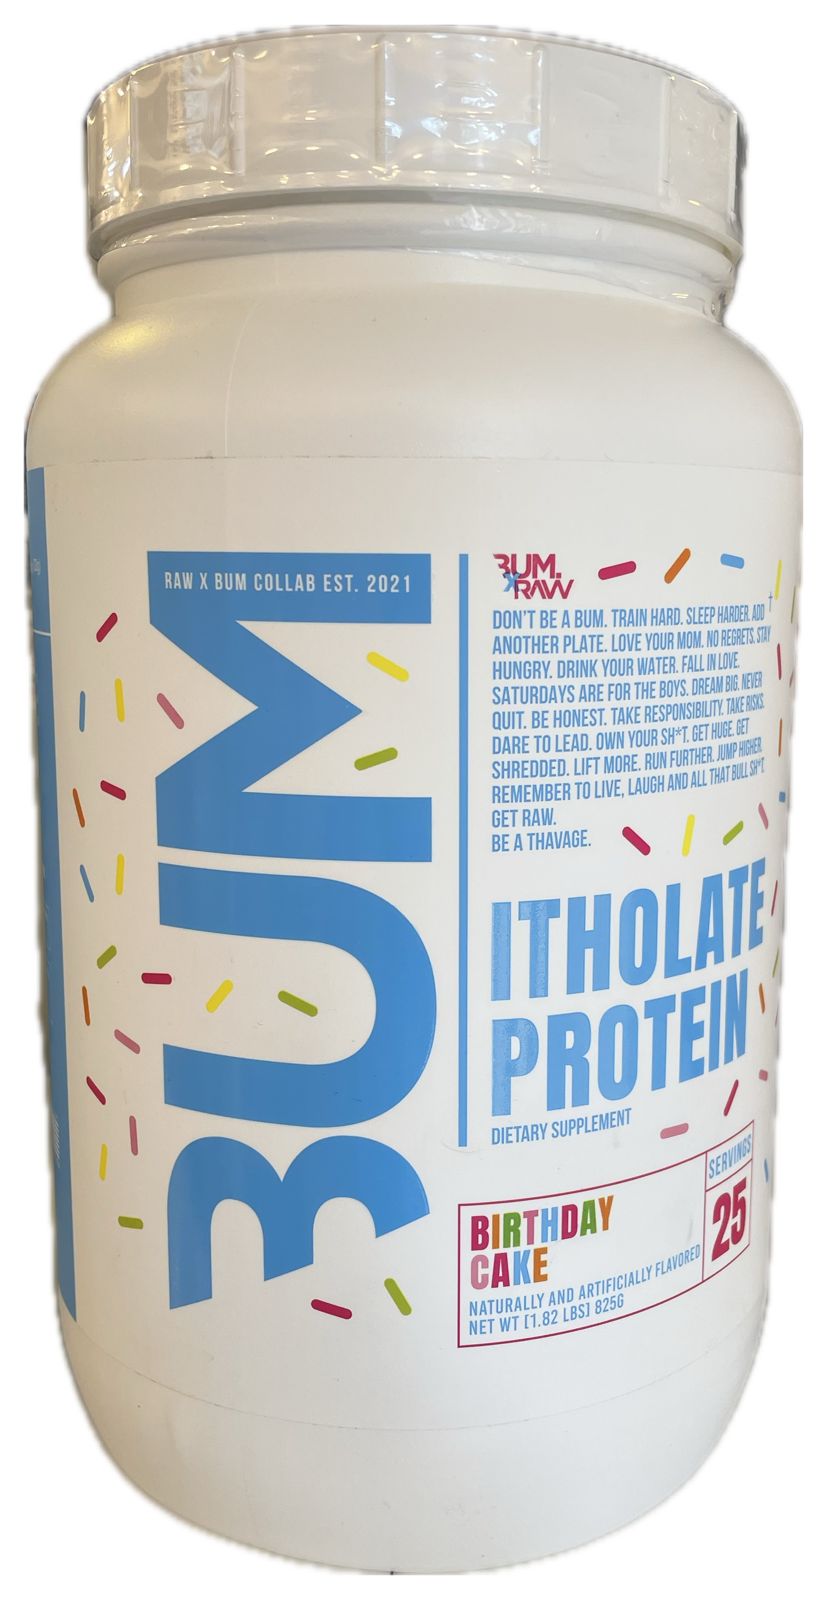 RAW X BUM COLLAB EST. 2021
BUM
BUM.
X RAW
DON'T BE A BUM. TRAIN HARD. SLEEP HARDER. ADD
ANOTHER PLATE. LOVE YOUR MOM. NO REGRETS. STAY
HUNGRY. DRINK YOUR WATER. FALL IN LOVE.
SATURDAYS ARE FOR THE BOYS. DREAM BIG. NEVER
QUIT. BE HONEST. TAKE RESPONSIBILITY. TAKE RISKS.
DARE TO LEAD. OWN YOUR SH*T. GET HUGE. GET
SHREDDED. LIFT MORE. RUN FURTHER. JUMP HIGHER.
REMEMBER TO LIVE, LAUGH AND ALL THAT BULL SH*T.
GET RAW.
BE A THAVAGE.
ITHOLATE
PROTEIN
DIETARY SUPPLEMENT
BIRTHDAY
CAKE
NATURALLY AND ARTIFICIALLY FLAVORED
NET WT [1.82 LBS] 825G
SERVINGS
25